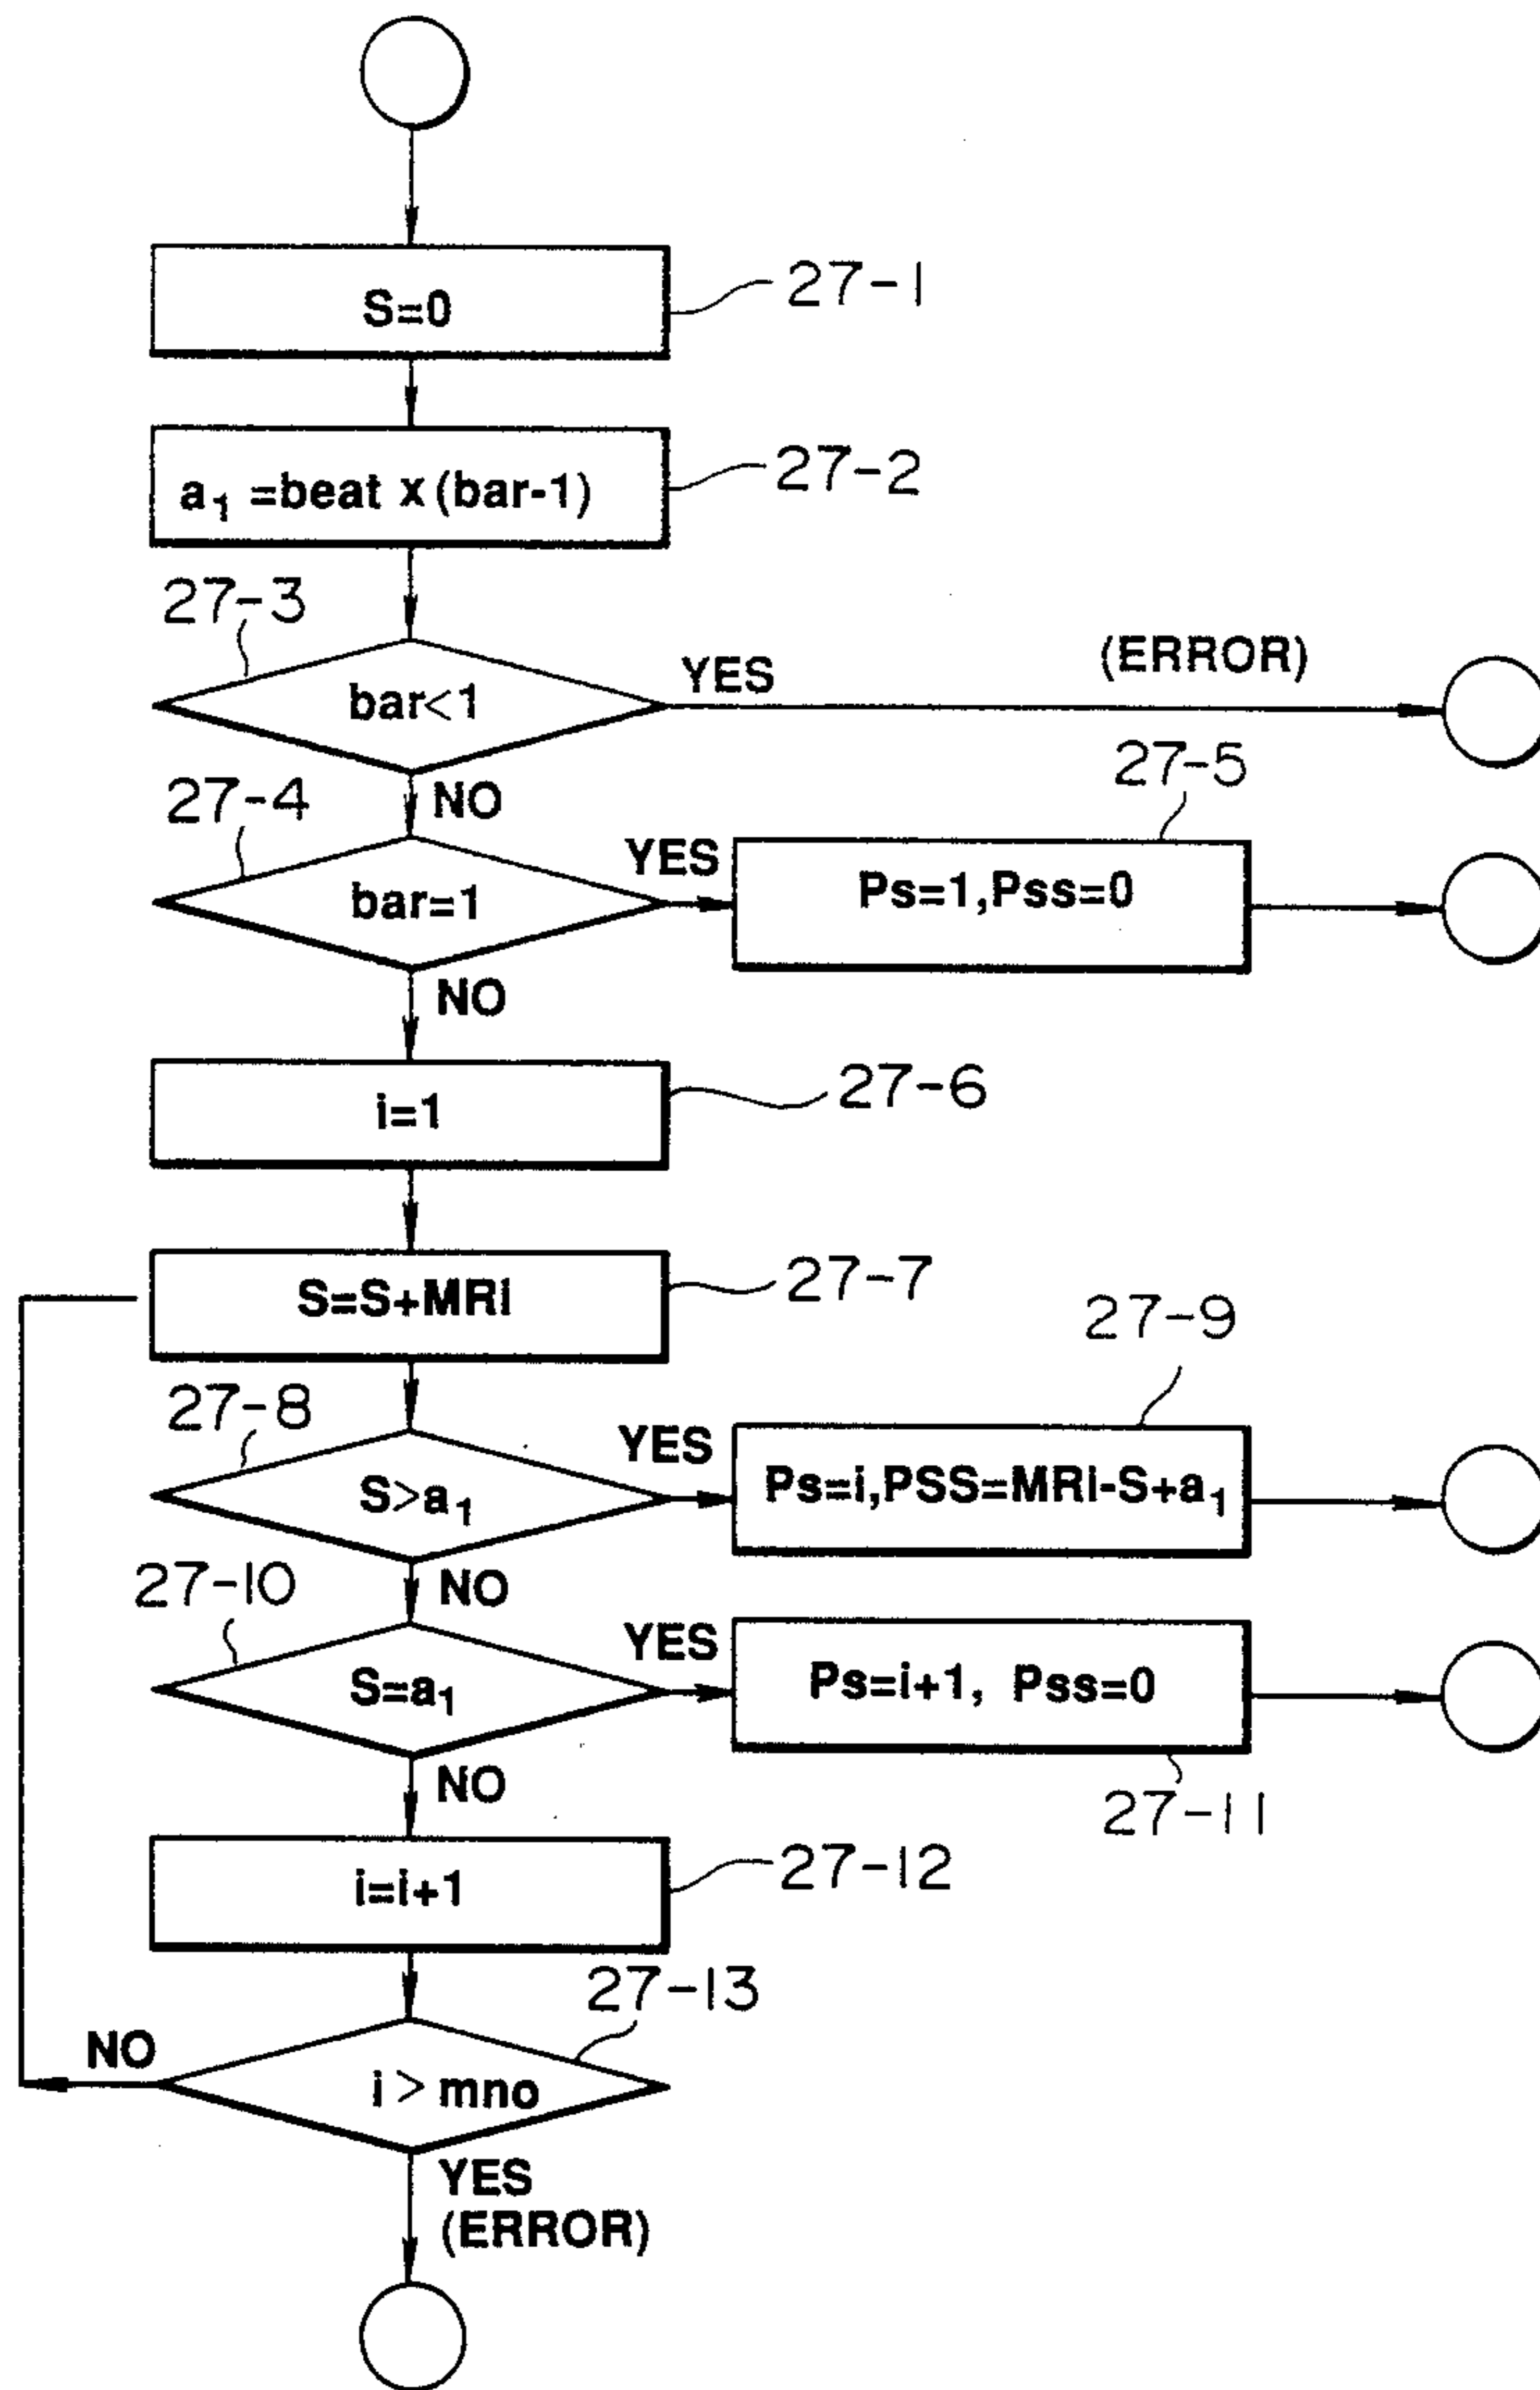 S=0
27-1
a₁ =beat x (bar-1)
27-2
27-3
bar<1
YES
(ERROR)
NO
27-4
bar=1
YES
27-5
Ps=1,Pss=0
NO
i=1
27-6
S=S+MRi
27-7
27-8
S>a₁
YES
27-9
Ps=i,PSS=MRi-S+a₁
NO
27-10
S=a₁
YES
Ps=i+1, Pss=0
27-11
NO
i=i+1
27-12
27-13
NO
i > mno
YES
(ERROR)